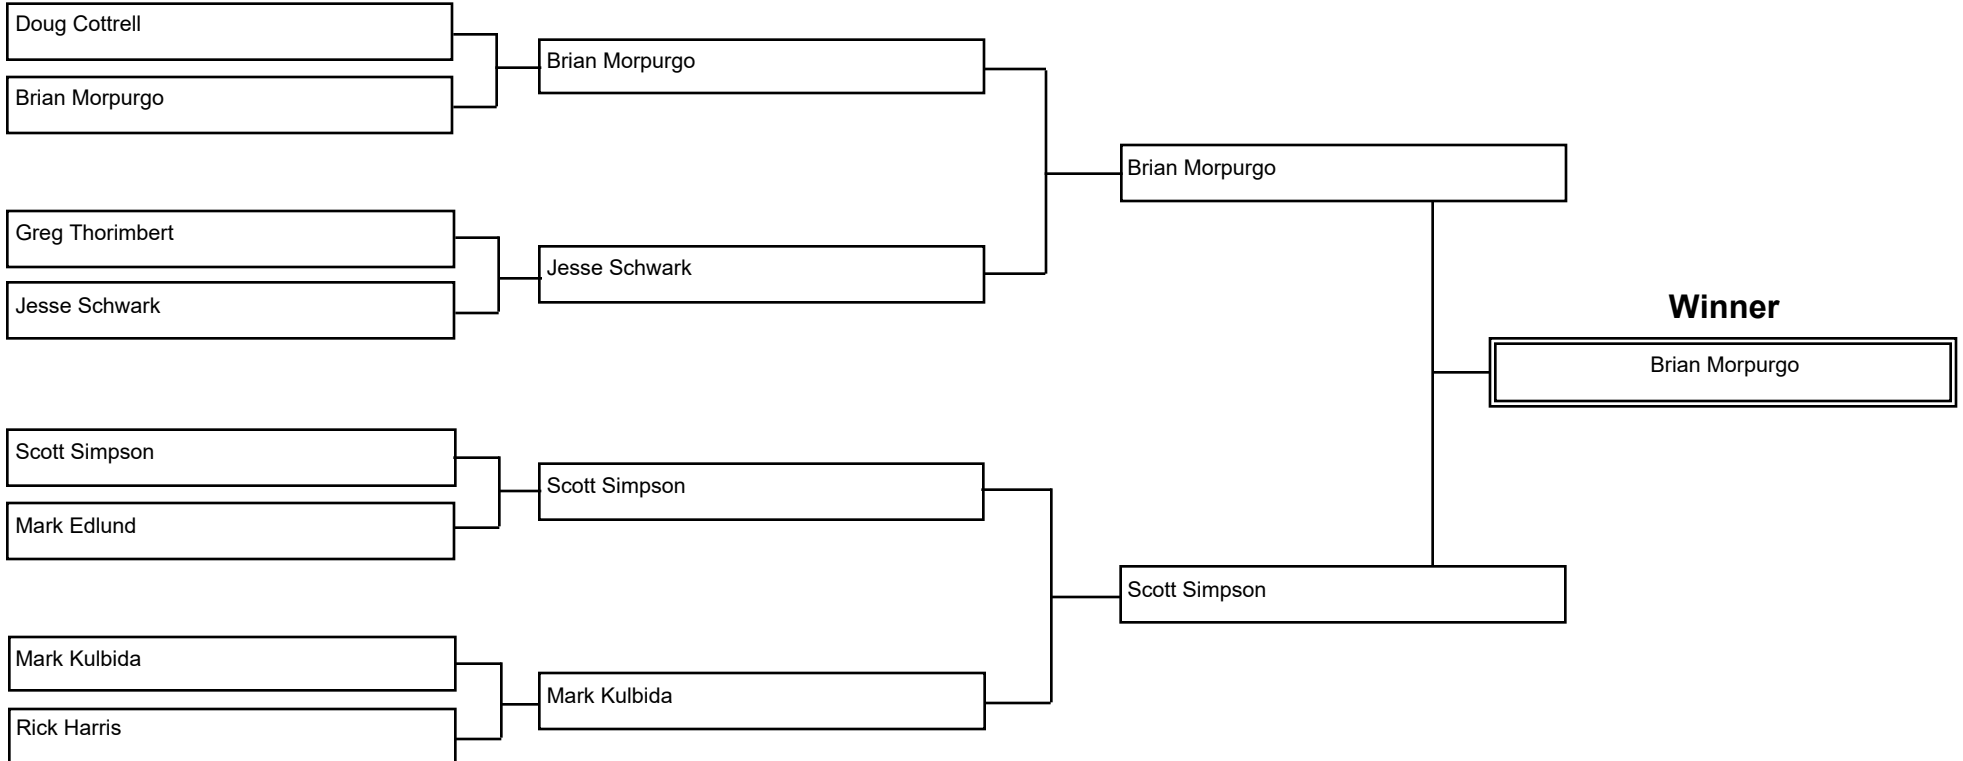 Doug Cottrell
Brian Morpurgo
Greg Thorimbert
Jesse Schwark
Scott Simpson
Mark Edlund
Mark Kulbida
Rick Harris
Brian Morpurgo
Jesse Schwark
Scott Simpson
Mark Kulbida
Brian Morpurgo
Scott Simpson
Winner
Brian Morpurgo